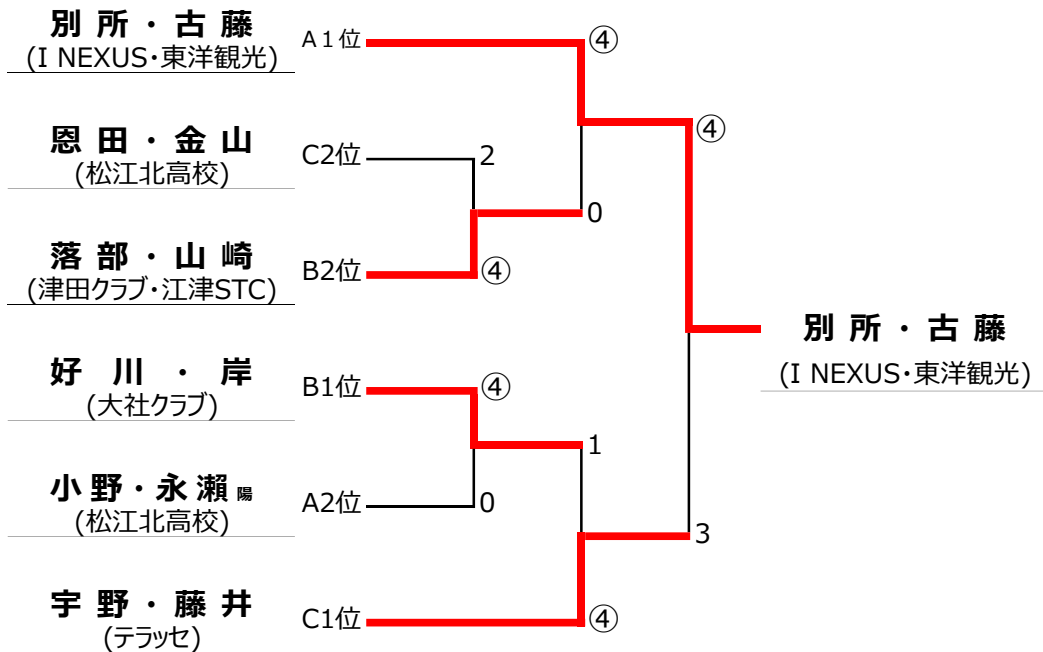 別所・古藤
(I NEXUS・東洋観光)
A1位
④
④
恩田・金山
(松江北高校)
C2位
2
0
落部・山崎
(津田クラブ・江津STC)
B2位
④
別所・古藤
(I NEXUS・東洋観光)
好川・岸
(大社クラブ)
B1位
④
1
小野・永瀬 陽
(松江北高校)
A2位
0
3
宇野・藤井
(テラッセ)
C1位
④